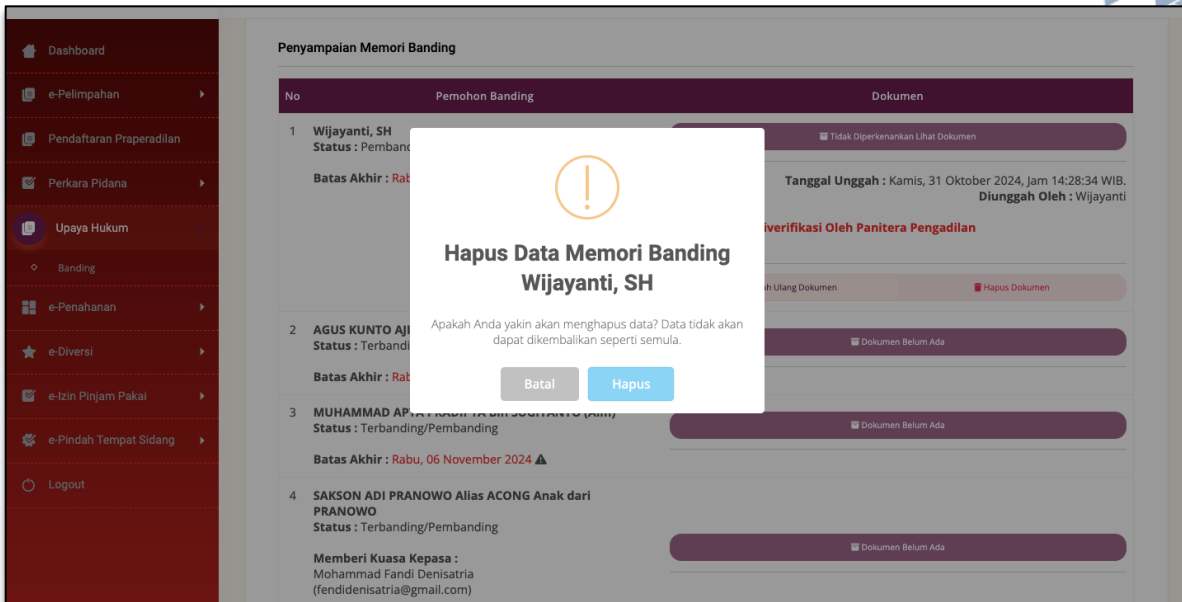 Dashboard
e-Pelimpahan
Pendaftaran Praperadilan
Perkara Pidana
Upaya Hukum
Banding
e-Penahanan
e-Diversi
e-Izin Pinjam Pakai
e-Pindah Tempat Sidang
Logout
Penyampaian Memori Banding
No Pemohon Banding Dokumen
1 Wijayanti, SH
Status :
Batas Akhir :
Tidak Diperkenankan Lihat Dokumen
Tanggal Unggah : Kamis, 31 Oktober 2024, Jam 14:28:34 WIB.
Diunggah Oleh : Wijayanti
Oleh Panitera Pengadilan
Ulang Dokumen
Hapus Dokumen
Hapus Data Memori Banding
Wijayanti, SH
Apakah Anda yakin akan menghapus data? Data tidak akan
dapat dikembalikan seperti semula.
Batal Hapus
2 AGUS KUNTO
Status :
Batas Akhir :
Dokumen Belum Ada
3 MUHAMMAD
Status : Terbanding/Pembanding
Batas Akhir : Rabu, 06 November 2024
Dokumen Belum Ada
4 SAKSON ADI PRANOWO Alias ACONG Anak dari
PRANOWO
Status : Terbanding/Pembanding
Memberi Kuasa Kepasa :
Mohammad Fandi Denisatria
(fendidenisatria@gmail.com)
Dokumen Belum Ada